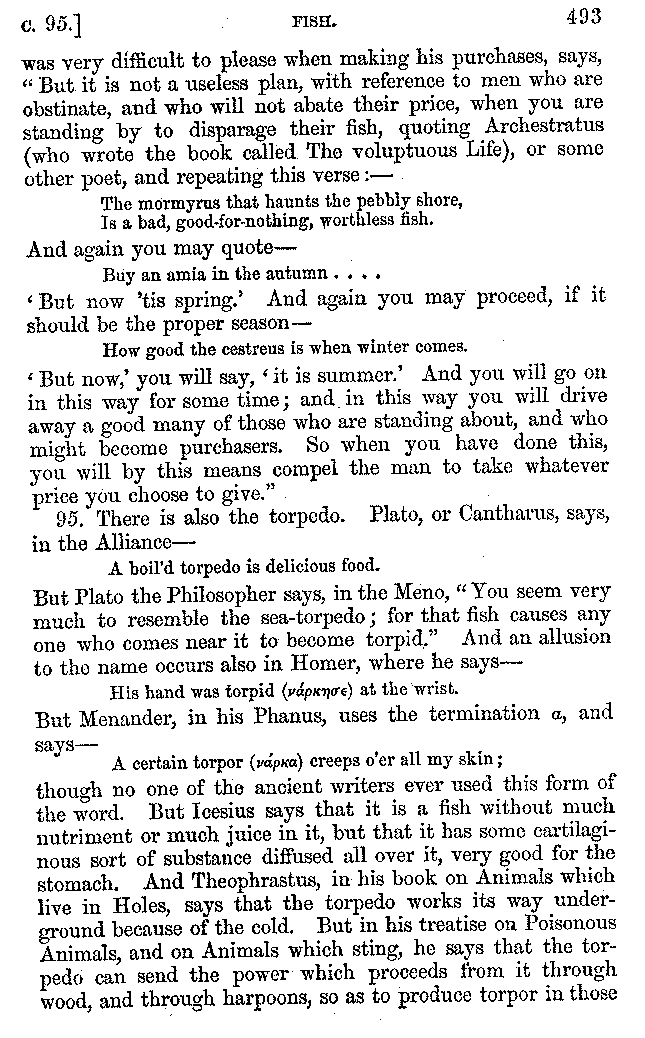 C. 95.] FISH. 493
was very difficult to please when making his purchases, says,
“ But it is not a useless plan, with reference to men who are
obstinate, and who will not abate their price, when you are
standing by to disparage their fish, quoting Archestratus
(who wrote the book called The voluptuous Life), or some
other poet, and repeating this verse :—
The mormyrus that haunts the pebbly shore,
Is a bad, good-for-nothing, worthless fish.
And again you may quote—
Buy an amia in the autumn . . . .
‘ But now ’tis spring.’ And again you may proceed, if it
should be the proper season—
How good the cestreus is when winter comes.
‘ But now,’ you will say, ‘ it is summer.’ And you will go on
in this way for some time; and in this way you will drive
away a good many of those who are standing about, and who
might become purchasers. So when you have done this,
you will by this means compel the man to take whatever
price you choose to give.”
95. There is also the torpedo. Plato, or Cantharus, says,
in the Alliance—
A boil’d torpedo is delicious food.
But Plato the Philosopher says, in the Meno, “ You seem very
much to resemble the sea-torpedo; for that fish causes any
one who comes near it to become torpid.” And an allusion
to the name occurs also in Homer, where he says—
His hand was torpid (νάρκησε) at the wrist.
But Menander, in his Phanus, uses the termination α, and
says—
A certain torpor (νάρκα) creeps o’er all my skin ;
though no one of the ancient writers ever used this form of
the word. But Icesius says that it is a fish without much
nutriment or much juice in it, but that it has some cartilagi-
nous sort of substance diffused all over it, very good for the
stomach. And Theophrastus, in his book on Animals which
live in Holes, says that the torpedo works its way under-
ground because of the cold. But in his treatise on Poisonous
Animals, and on Animals which sting, he says that the tor-
pedo can send the power which proceeds from it through
wood, and through harpoons, so as to produce torpor in those